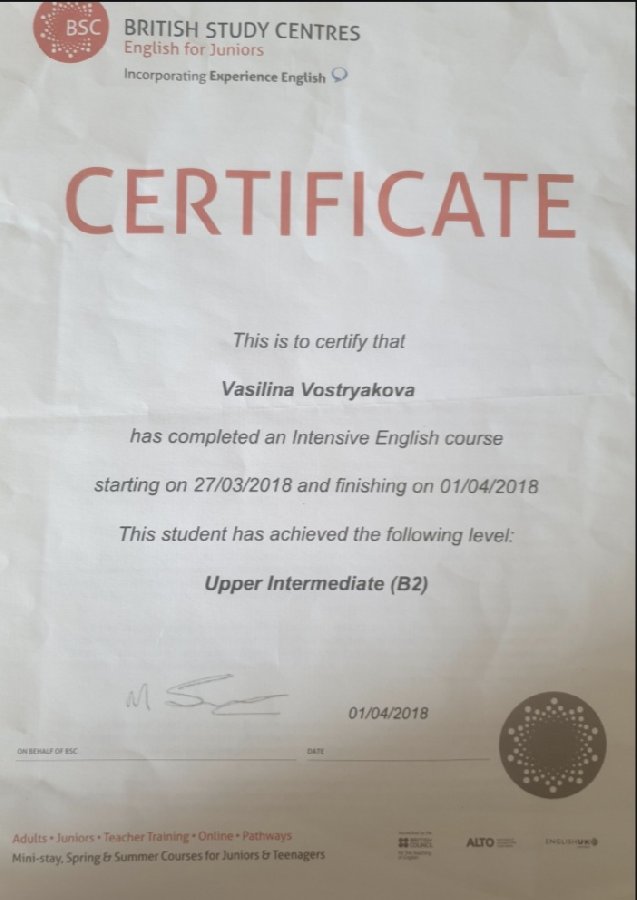 BSC
BRITISH STUDY CENTRES
English for Juniors
Incorporating Experience English
CERTIFICATE
This is to certify that
Vasilina Vostryakova
has completed an Intensive English course
starting on 27/03/2018 and finishing on 01/04/2018
This student has achieved the following level:
Upper Intermediate (B2)
01/04/2018
ON BEHALF OF BSC
DATE
Adults • Juniors • Teacher Training • Online • Pathways
Mini-stay, Spring & Summer Courses for Juniors & Teenagers
BRITISH
COUNCIL
ALTO
ENGLISHUK